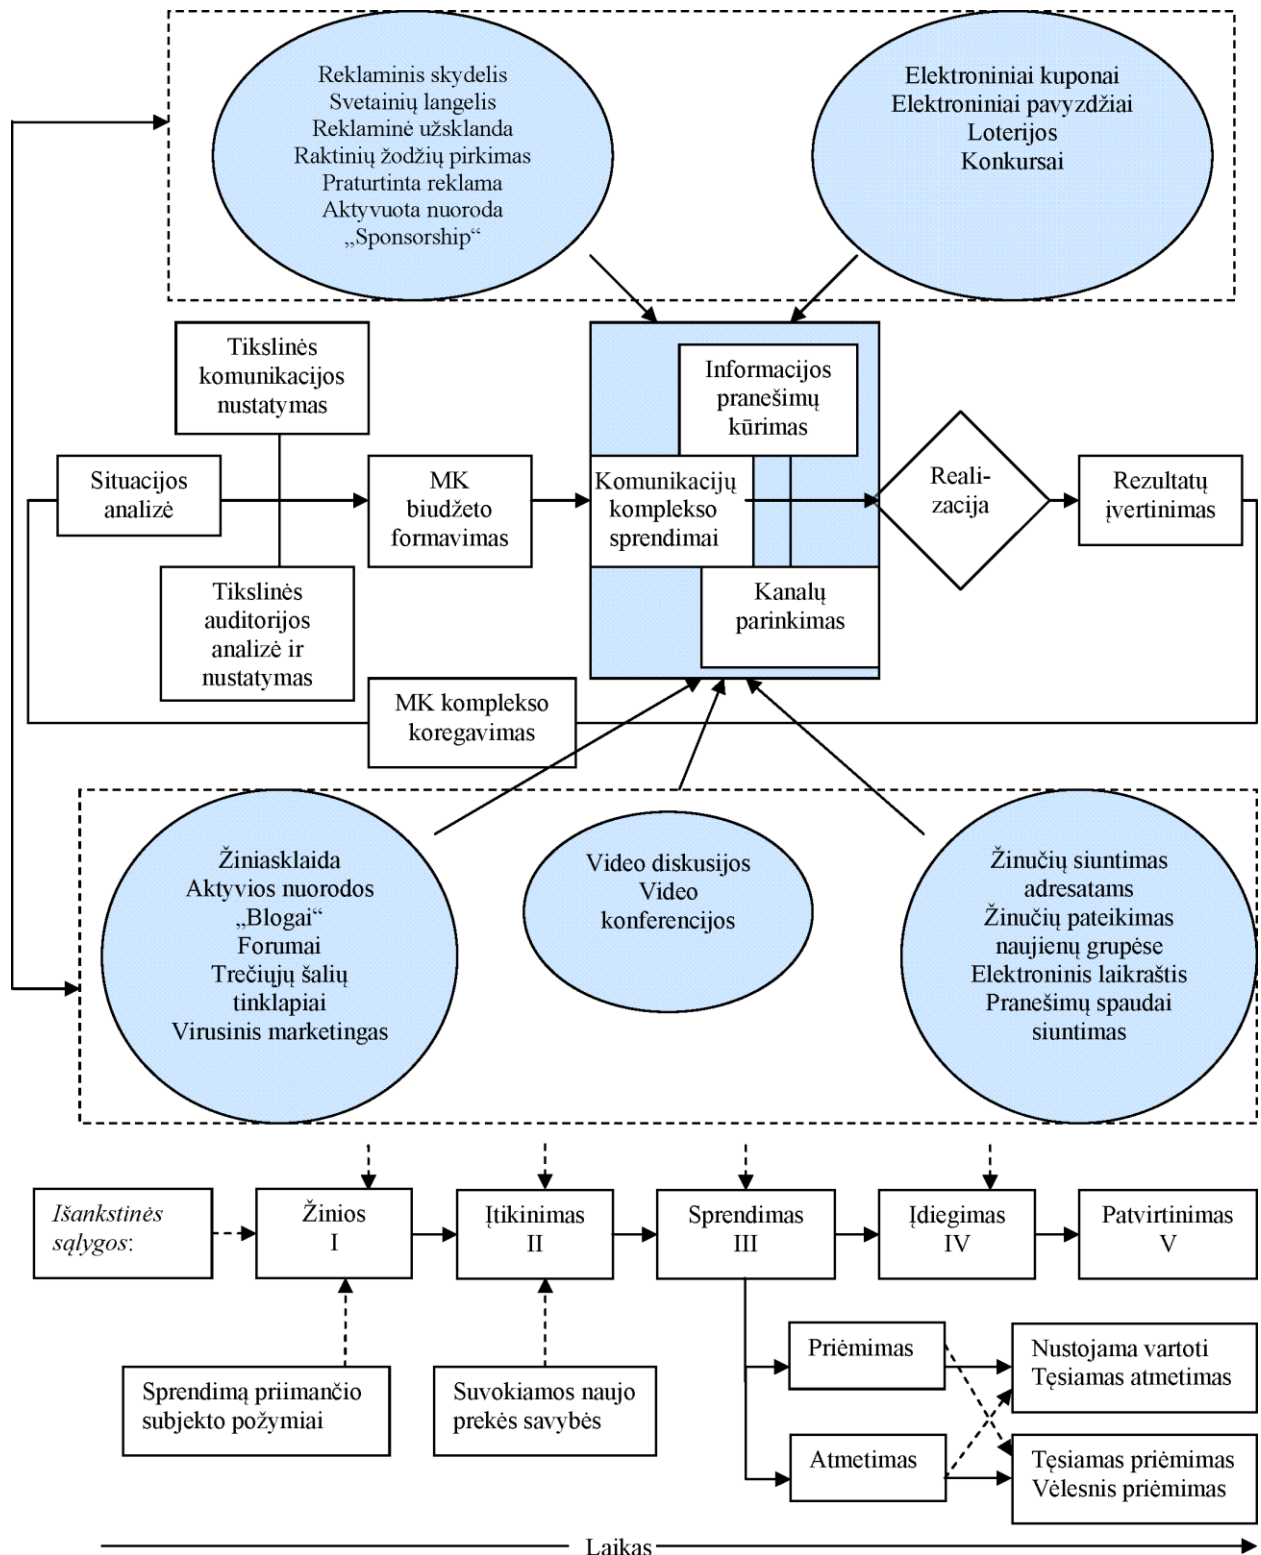 Reklaminis skydelis
Svetainių langelis
Reklaminė užsklanda
Raktinių žodžių pirkimas
Praturtinta reklama
Aktyvuota nuoroda
„Sponsorship“
Elektroniniai kuponai
Elektroniniai pavyzdžiai
Loterijos
Konkursai
Tikslinės
komunikacijos
nustatymas
Informacijos
pranešimų
kūrimas
Situacijos
analizė
MK
biudžeto
formavimas
Komunikacijų
komplekso
sprendimai
Reali-
zacija
Rezultatų
įvertinimas
Tikslinės
auditorijos
analizė ir
nustatymas
Kanalų
parinkimas
MK komplekso
koregavimas
Žiniasklaida
Aktyvios nuorodos
„Blogai“
Forumai
Trečiųjų šalių
tinklapiai
Virusinis marketingas
Video diskusijos
Video
konferencijos
Žinučių siuntimas
adresatams
Žinučių pateikimas
naujienų grupėse
Elektroninis laikraštis
Pranešimų spaudai
siuntimas
Išankstinės
sąlygos:
Žinios
I
Įtikinimas
II
Sprendimas
III
Įdiegimas
IV
Patvirtinimas
V
Sprendimą priimančio
subjekto požymiai
Suvokiamos naujo
prekės savybės
Priėmimas
Nustojama vartoti
Tęsiamas atmetimas
Atmetimas
Tęsiamas priėmimas
Vėlesnis priėmimas
Laikas